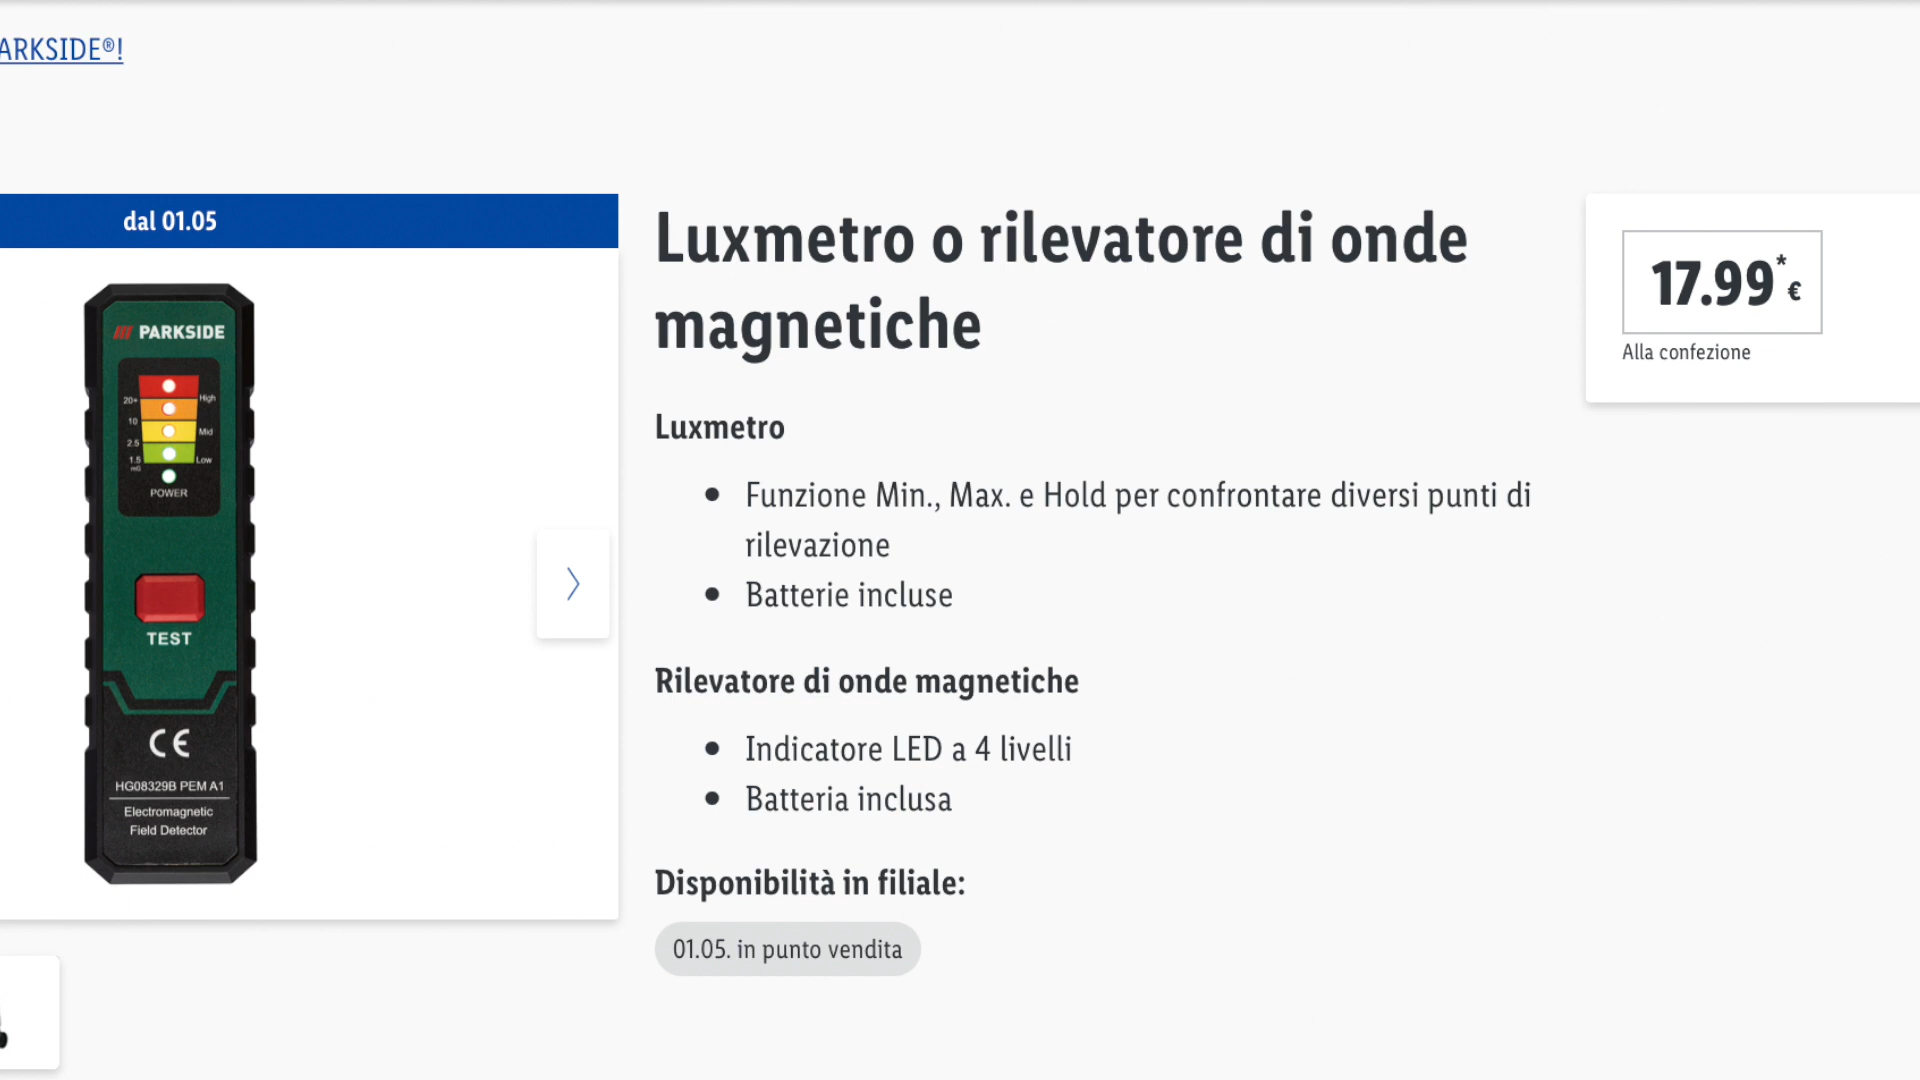 ARKSIDE®!
dal 01.05
PARKSIDE
20+
High
10
Mid
2.5
1.5
Low
mG
POWER
TEST
CE
HG08329B PEM A1
Electromagnetic
Field Detector
Luxmetro o rilevatore di onde
magnetiche
Luxmetro
• Funzione Min., Max. e Hold per confrontare diversi punti di
rilevazione
• Batterie incluse
Rilevatore di onde magnetiche
• Indicatore LED a 4 livelli
• Batteria inclusa
Disponibilità in filiale:
01.05. in punto vendita
17.99*€
Alla confezione